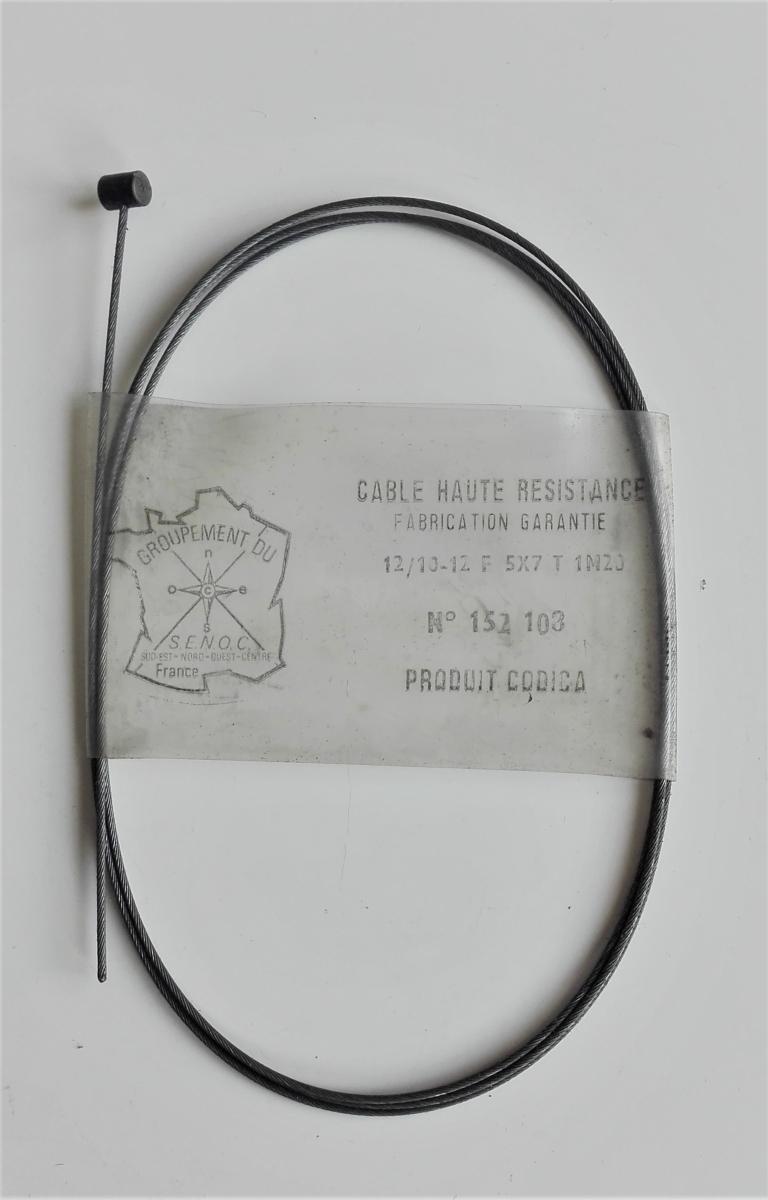 GROUPEMENT DU
n
o c e
s
S.E.N.O.C.
SUD-EST-NORD-OUEST-CENTRE
France
CABLE HAUTE RESISTANCE
FABRICATION GARANTIE
12/10-12 F 5X7 T 1M20
N° 152 103
PRODUIT CODICA